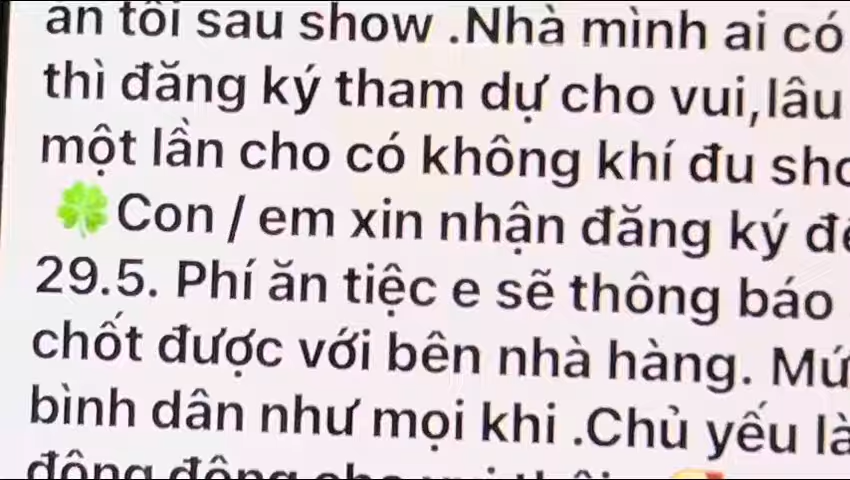 ăn tối sau show .Nhà mình ai có
thì đăng ký tham dự cho vui,lâu
một lần cho có không khí đu
🍀Con / em xin nhận đăng ký
29.5. Phí ăn tiệc e sẽ thông báo
chốt được với bên nhà hàng.
bình dân như mọi khi .Chủ yếu